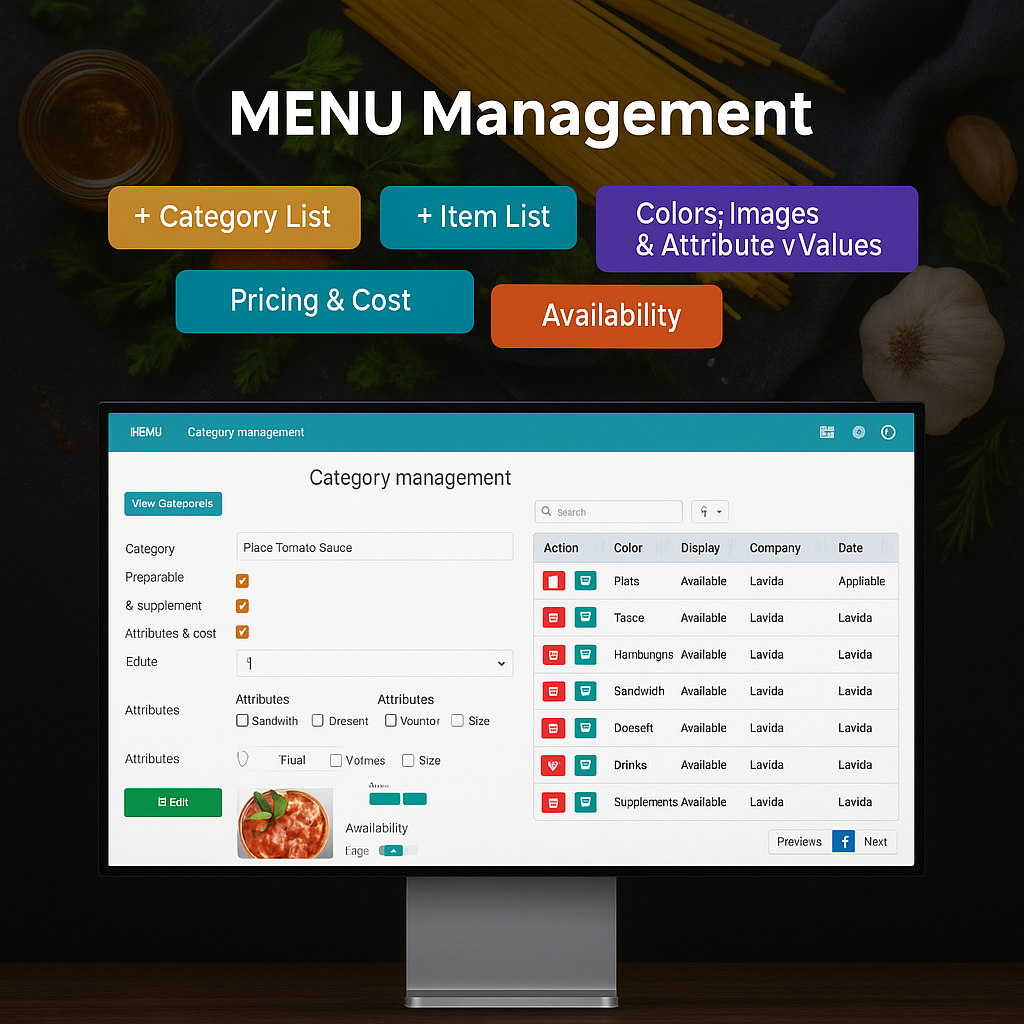 MENU Management
+ Category List
+ Item List
Colors; Images
& Attribute vValues
Pricing & Cost
Availability
IHEMU
Category management
Category management
View Gateporels
Search
Category
Place Tomato Sauce
Preparable
& supplement
Attributes & cost
Edute
Attributes
Attributes
Attributes
Sandwith
Dresent
Vountor
Size
Attributes
Tiual
Votmes
Size
Edit
Awailability
Eage
Action Color Display Company Date
Plats Available Lavida Appliable
Tasce Available Lavida Lavida
Hambungns Available Lavida Lavida
Sandwidh Available Lavida Lavida
Doeseft Available Lavida Lavida
Drinks Available Lavida Lavida
Supplements Available Lavida Lavida
Previews f Next